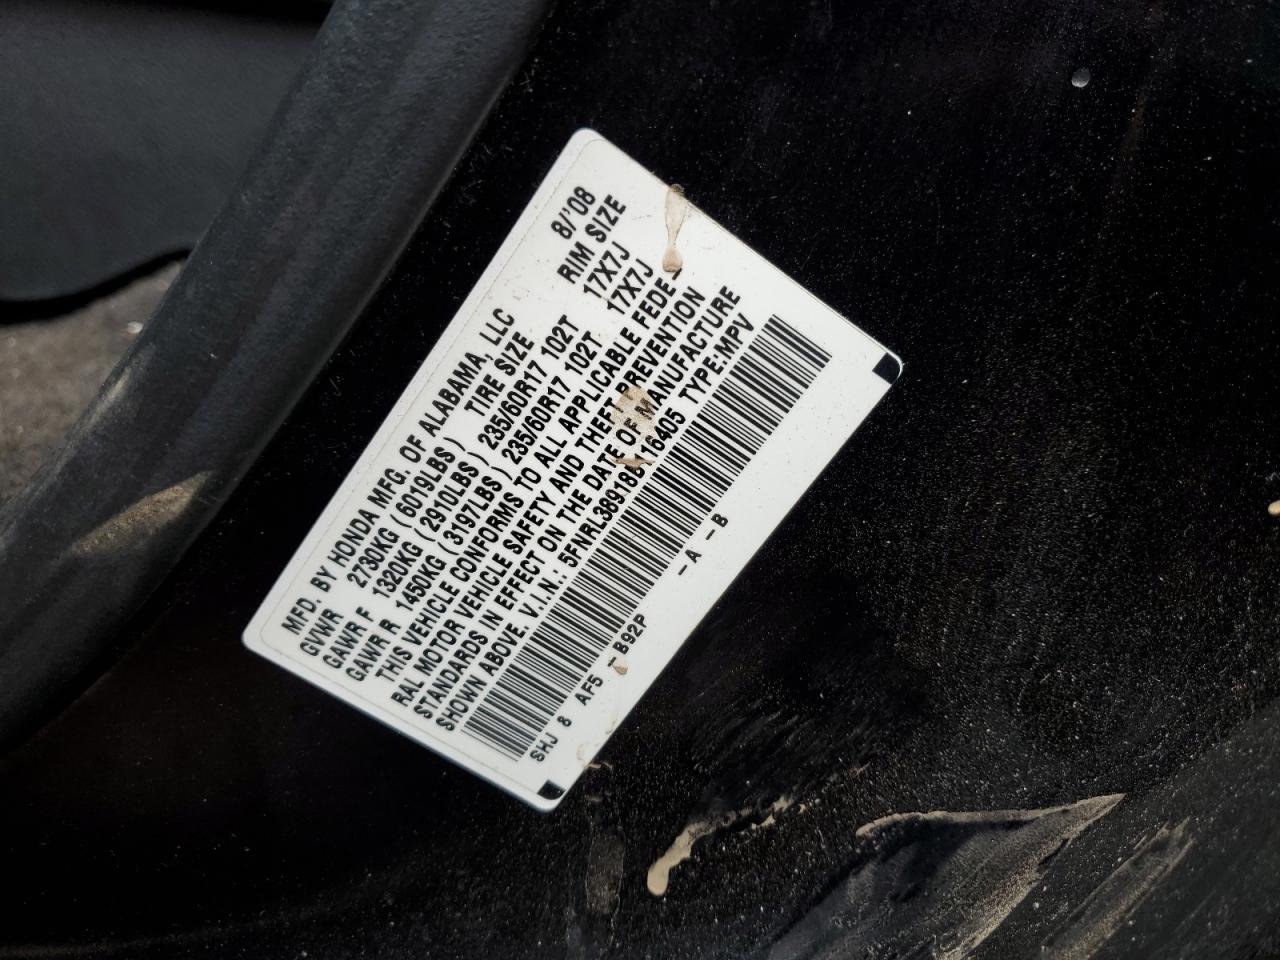 MFD. BY HONDA MFG. OF ALABAMA, LLC 8/'08
GVWR 2730KG (6019LBS) TIRE SIZE RIM SIZE
GAWR F 1320KG (2910LBS) 235/60R17 102T 17X7J
GAWR R 1450KG (3197LBS) 235/60R17 102T 17X7J
THIS VEHICLE CONFORMS TO ALL APPLICABLE FEDE-
RAL MOTOR VEHICLE SAFETY AND THEFT PREVENTION
STANDARDS IN EFFECT ON THE DATE OF MANUFACTURE
SHOWN ABOVE. V.I.N.: TYPE:MPV
SHJ 8 AF5 -B92P -A -B